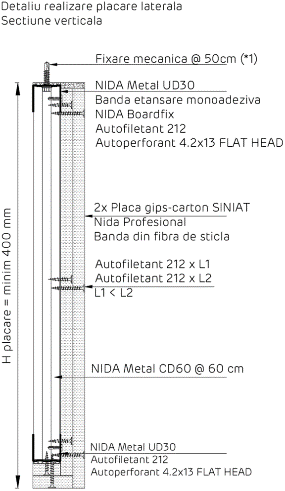 Detaliu realizare placare laterala
Sectiune verticala
Fixare mecanica @ 50cm (*1)
NIDA Metal UD30
Banda etansare monoadeziva
NIDA Boardfix
Autofiletant 212
Autoperforant 4.2x13 FLAT HEAD
2x Placa gips-carton SINIAT
Nida Profesional
Banda din fibra de sticla
Autofiletant 212 x L1
Autofiletant 212 x L2
L1 < L2
H placare = minim 400 mm
NIDA Metal CD60 @ 60 cm
NIDA Metal UD30
Autofiletant 212
Autoperforant 4.2x13 FLAT HEAD